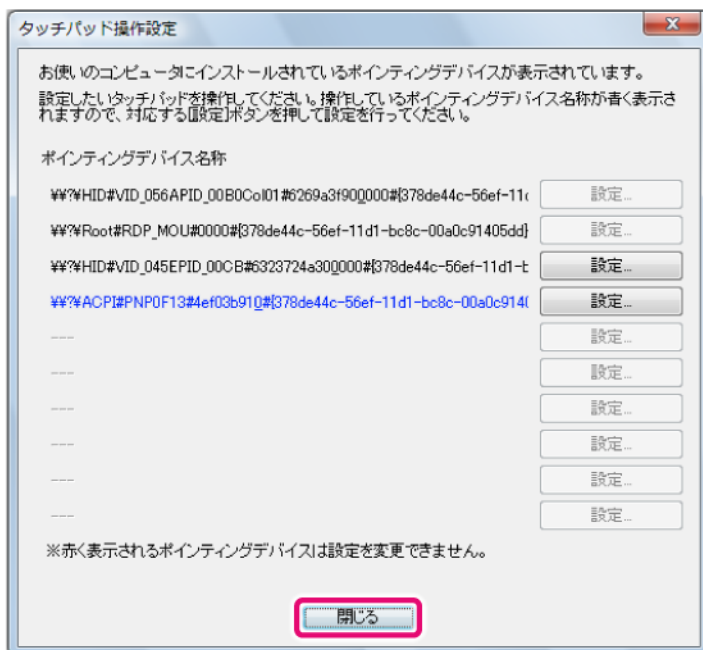 タッチパッド操作設定
お使いのコンピュータにインストールされているポインティングデバイスが表示されています。
設定したいタッチパッドを操作してください。操作しているポインティングデバイス名称が青く表示さ
れますので、対応する[設定]ボタンを押して設定を行ってください。
ポインティングデバイス名称
¥¥?¥HID#VID_056APID_00B0Col01#6269a3f900000#{378de44c-56ef-11c 設定...
¥¥?¥Root#RDP_MOU#0000#{378de44c-56ef-11d1-bc8c-00a0c91405dd} 設定...
¥¥?¥HID#VID_045EPID_00CB#6323724a300000#{378de44c-56ef-11d1-b 設定...
¥¥?¥ACPI#PNP0F13#4ef03b910#{378de44c-56ef-11d1-bc8c-00a0c9140 設定...
--- 設定...
--- 設定...
--- 設定...
--- 設定...
--- 設定...
--- 設定...
※赤く表示されるポインティングデバイスは設定を変更できません。
閉じる